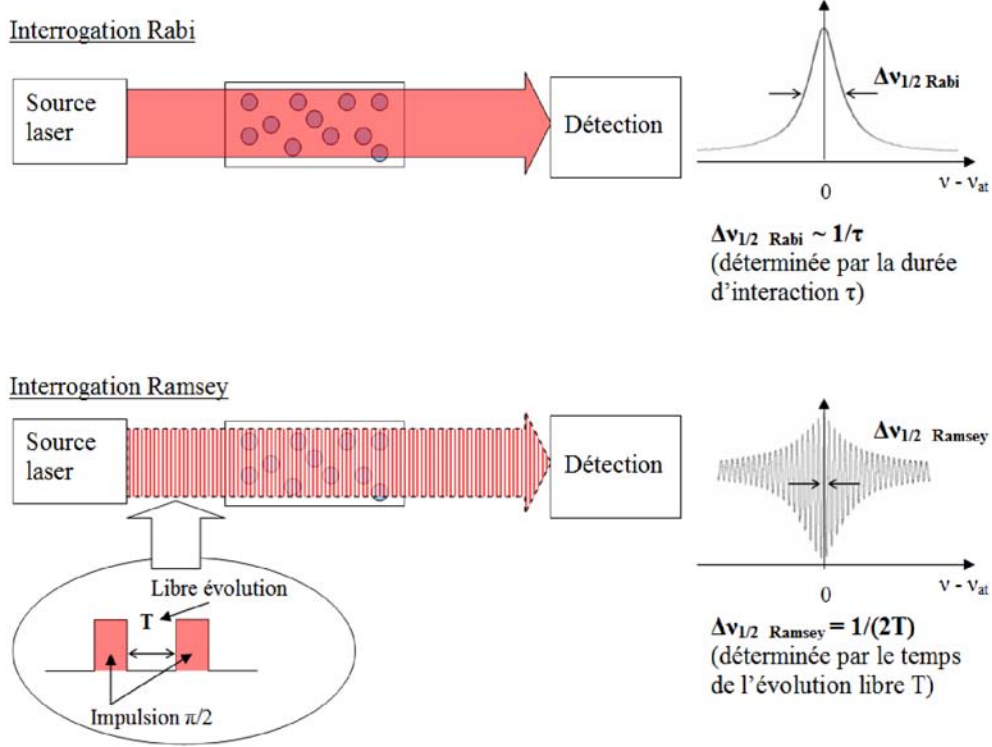 Interrogation Rabi
Source
laser
Détection
Δν1/2 Rabi
0
ν - νat
Δν1/2 Rabi ~ 1/τ
(déterminée par la durée
d'interaction τ)
Interrogation Ramsey
Source
laser
Détection
Δν1/2 Ramsey
0
ν - νat
Libre évolution
T
Impulsion π/2
Δν1/2 Ramsey = 1/(2T)
(déterminée par le temps
de l'évolution libre T)